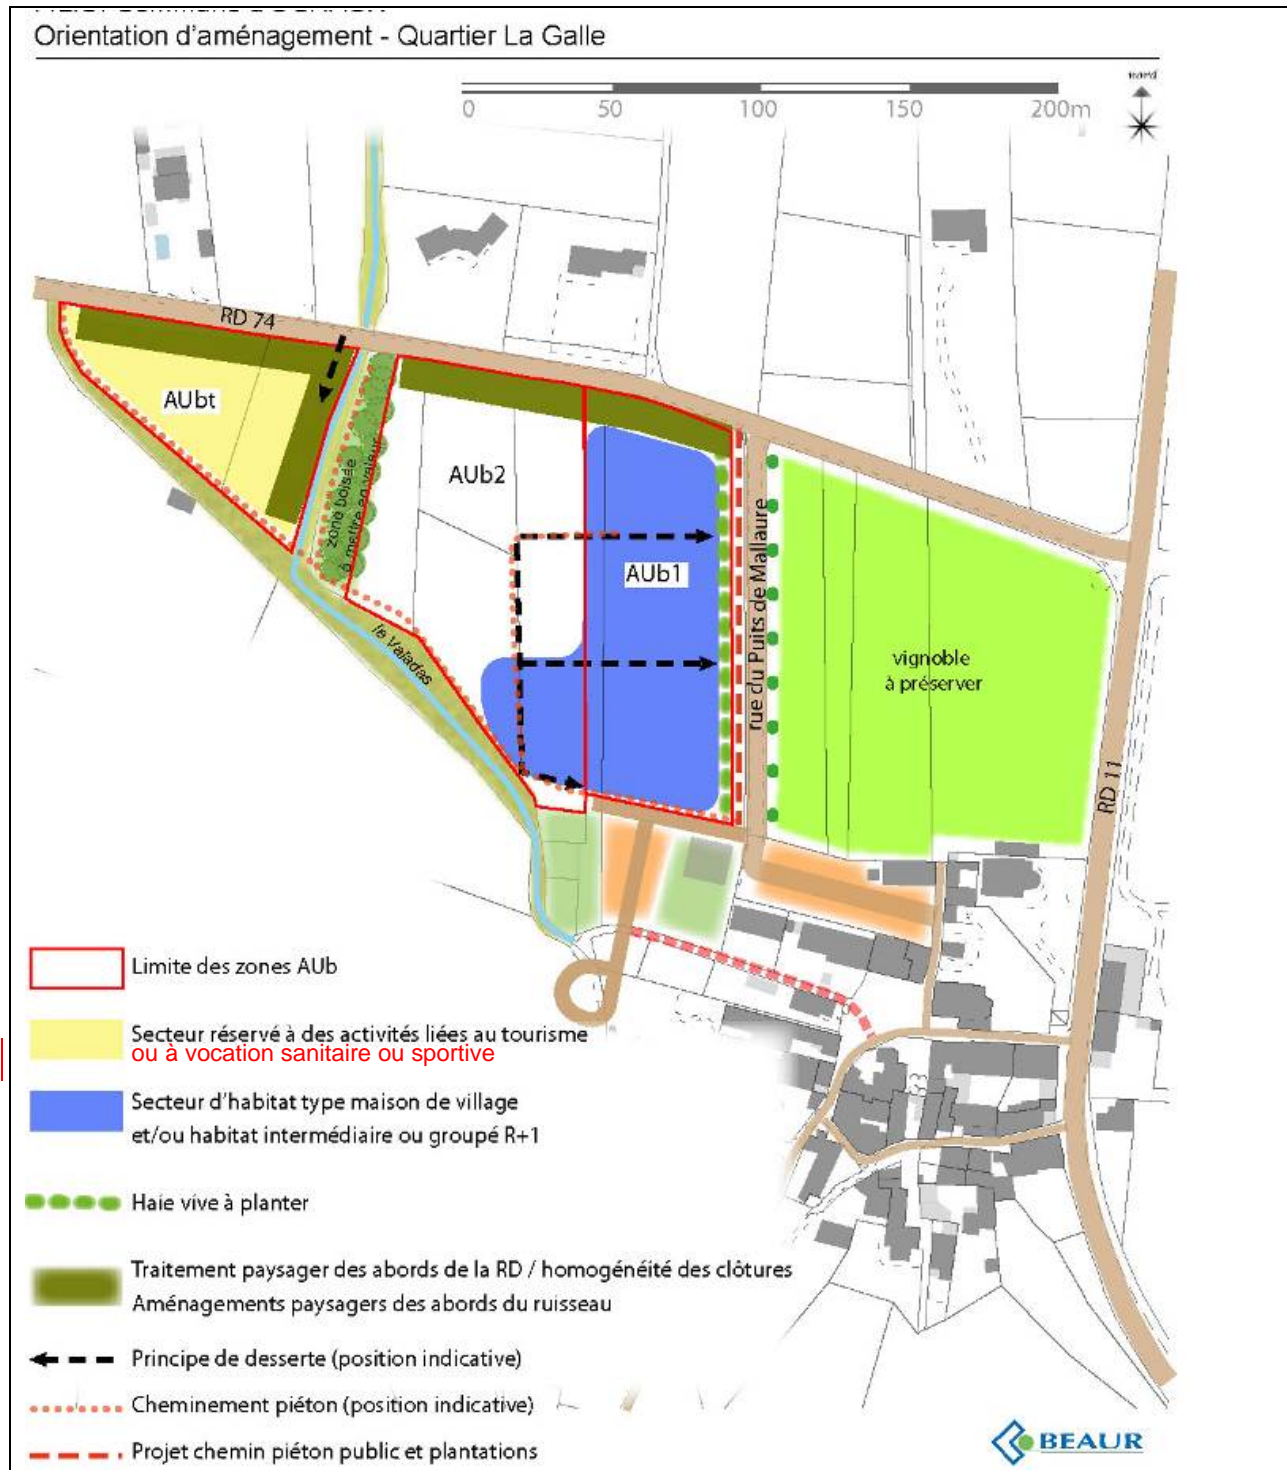 Orientation d'aménagement - Quartier La Galle
nord
0 50 100 150 200m
RD 74
AUbt
AUb2
zone boisée
à mettre en valeur
AUb1
rue du Puits de Mallaure
vignoble
à préserver
le Valadas
RD 11
Limite des zones AUb
Secteur réservé à des activités liées au tourisme
ou à vocation sanitaire ou sportive
Secteur d'habitat type maison de village
et/ou habitat intermédiaire ou groupé R+1
Haie vive à planter
Traitement paysager des abords de la RD / homogénéité des clôtures
Aménagements paysagers des abords du ruisseau
Principe de desserte (position indicative)
Cheminement piéton (position indicative)
Projet chemin piéton public et plantations
BEAUR